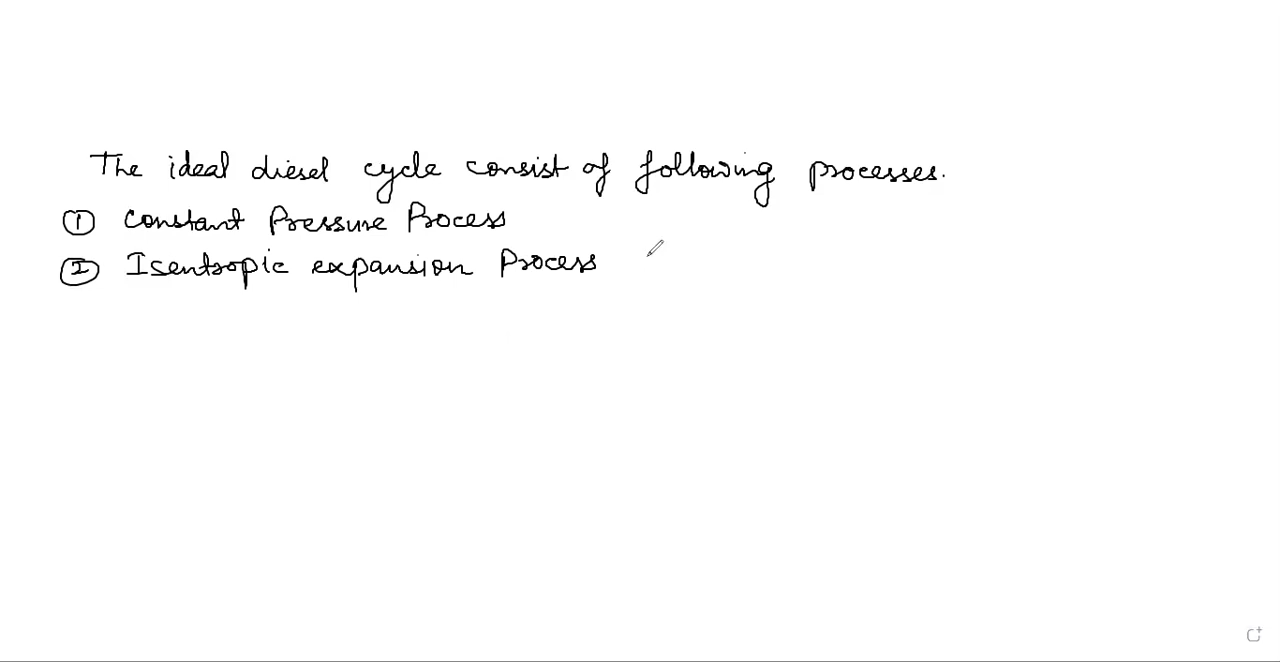 The ideal diesel cycle consist of following processes.
① Constant Pressure Process
② Isentropic expansion Process